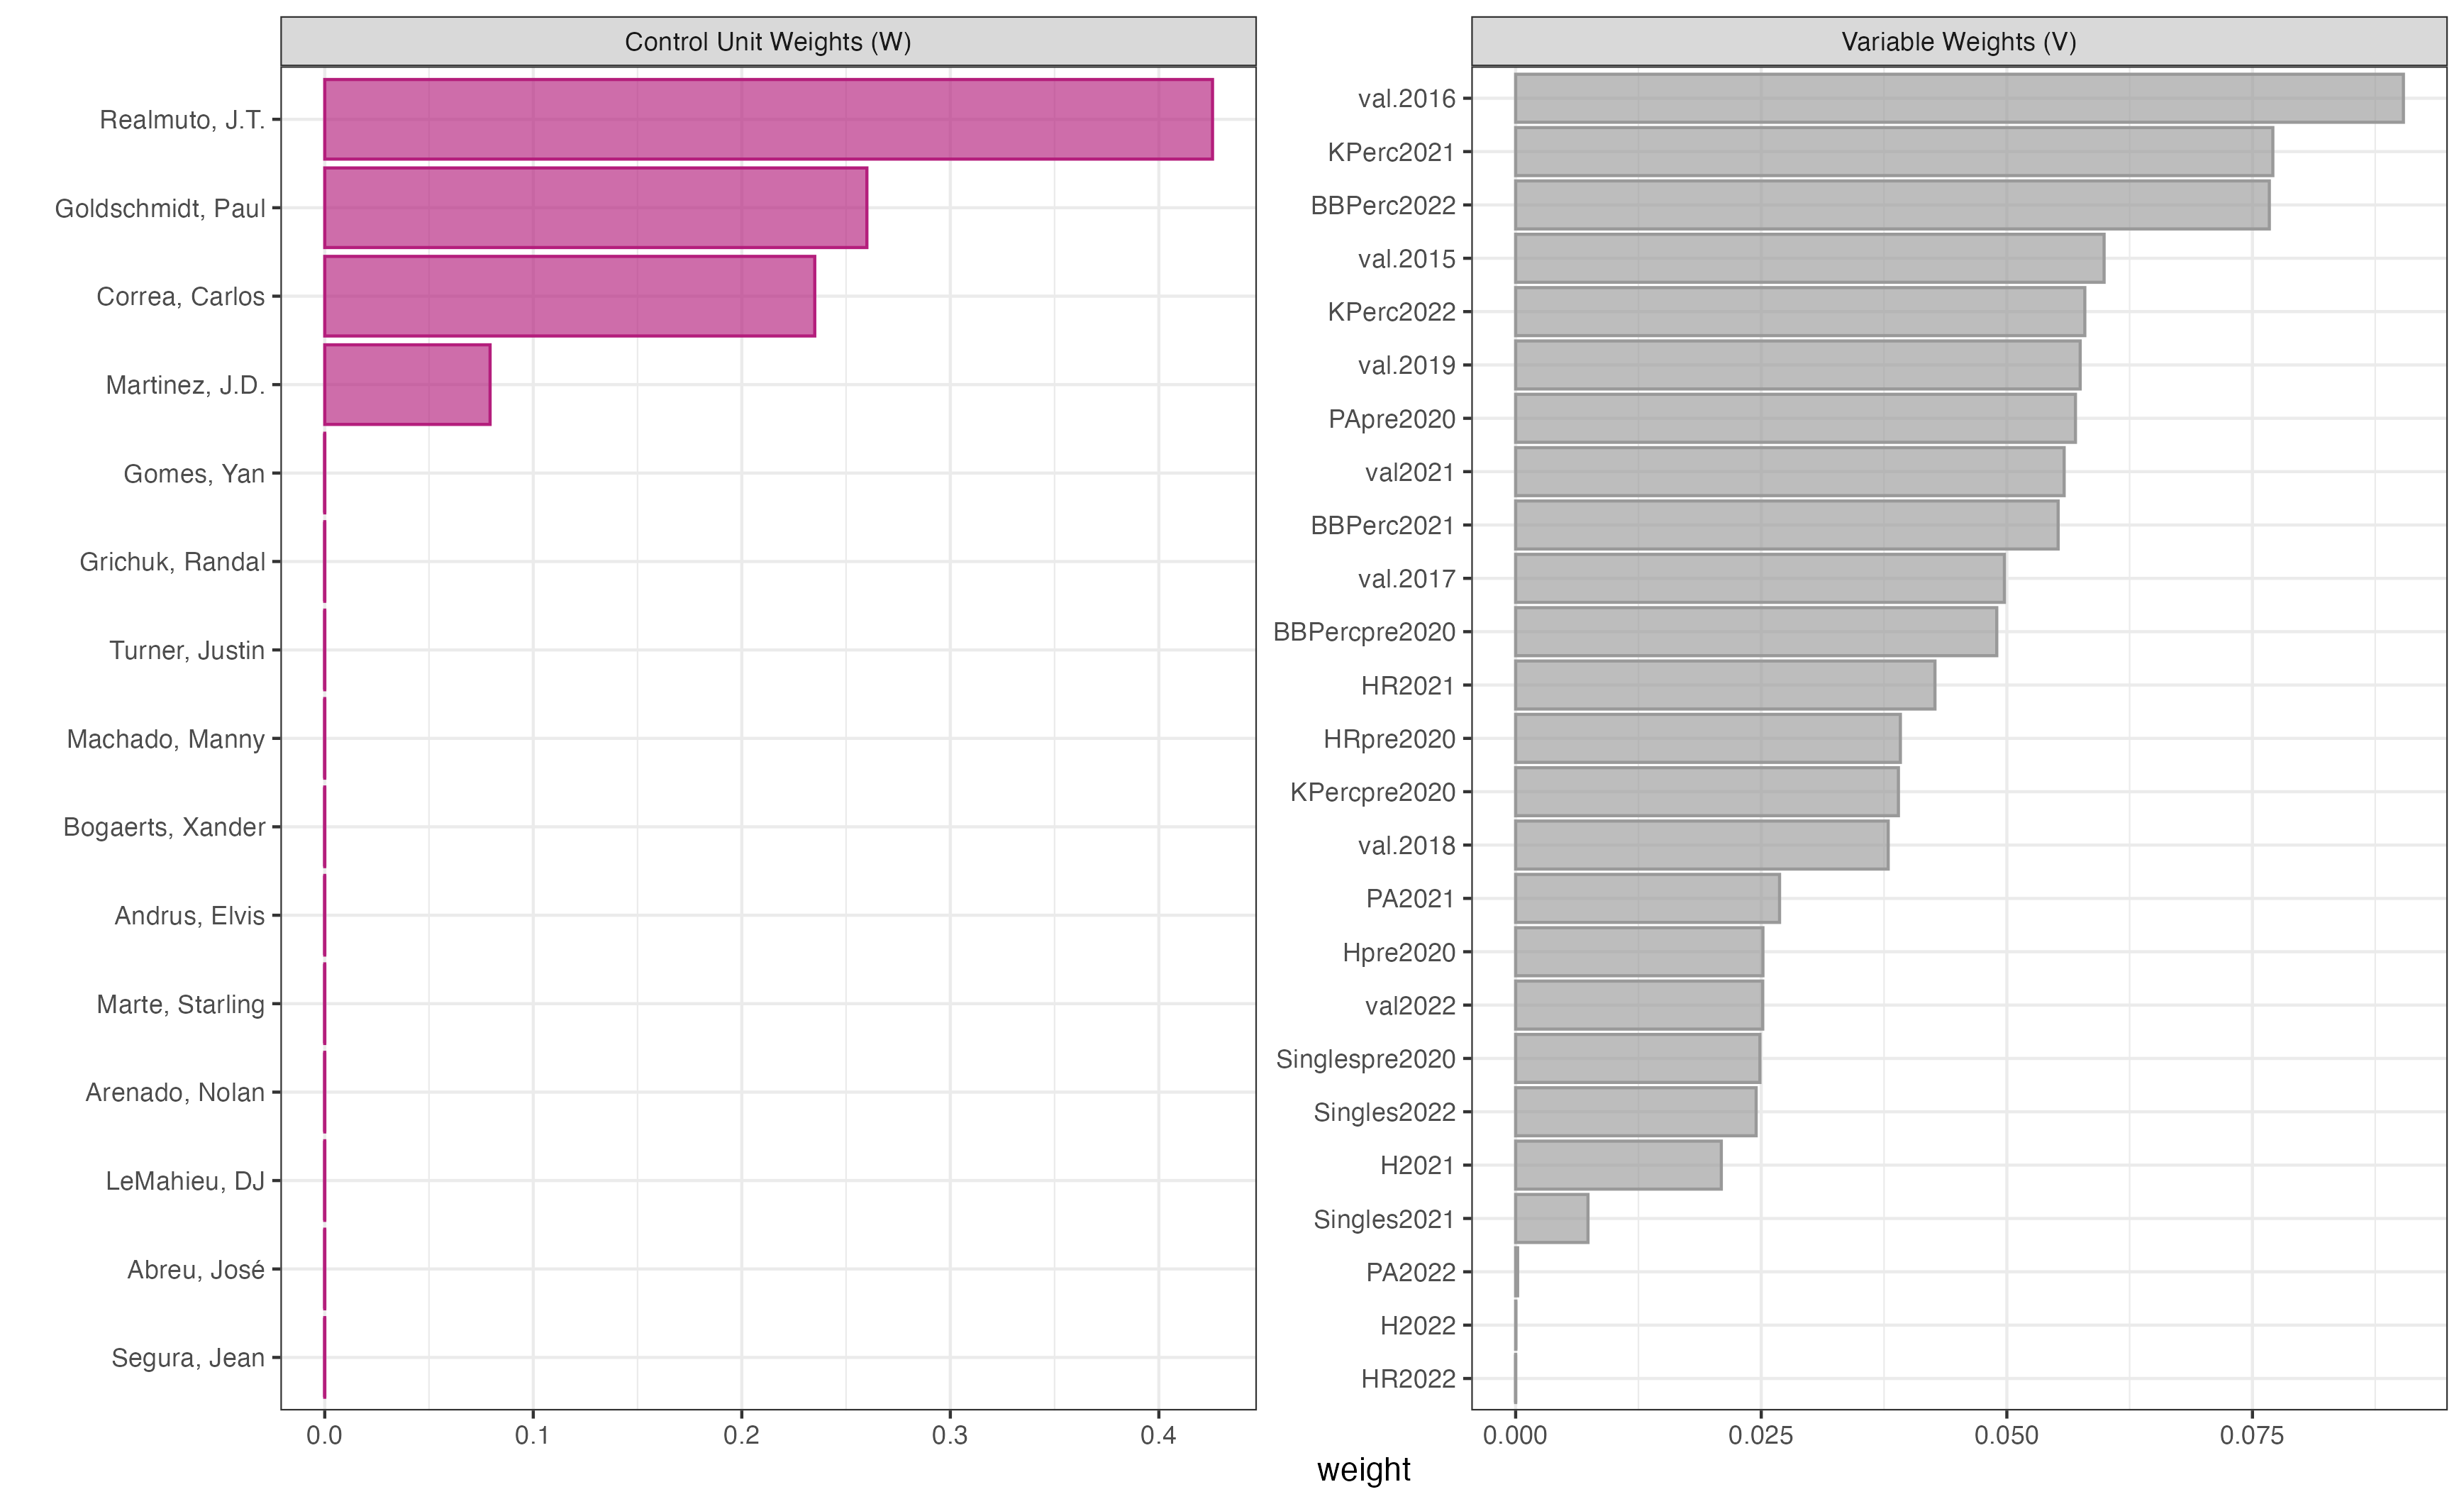 Control Unit Weights (W)
Realmuto, J.T.
Goldschmidt, Paul
Correa, Carlos
Martinez, J.D.
Gomes, Yan
Grichuk, Randal
Turner, Justin
Machado, Manny
Bogaerts, Xander
Andrus, Elvis
Marte, Starling
Arenado, Nolan
LeMahieu, DJ
Abreu, José
Segura, Jean
0.0 0.1 0.2 0.3 0.4
Variable Weights (V)
val.2016
KPerc2021
BBPerc2022
val.2015
KPerc2022
val.2019
PApre2020
val2021
BBPerc2021
val.2017
BBPercpre2020
HR2021
HRpre2020
KPercpre2020
val.2018
PA2021
Hpre2020
val2022
Singlespre2020
Singles2022
H2021
Singles2021
PA2022
H2022
HR2022
0.000 0.025 0.050 0.075
weight